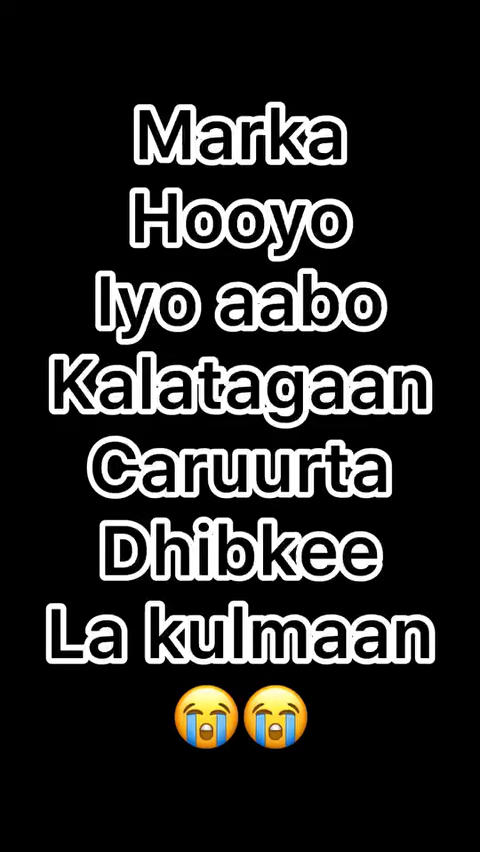 Marka
Hooyo
Iyo aabo
Kalatagaan
Caruurta
Dhibkee
La kulmaan
😭😭